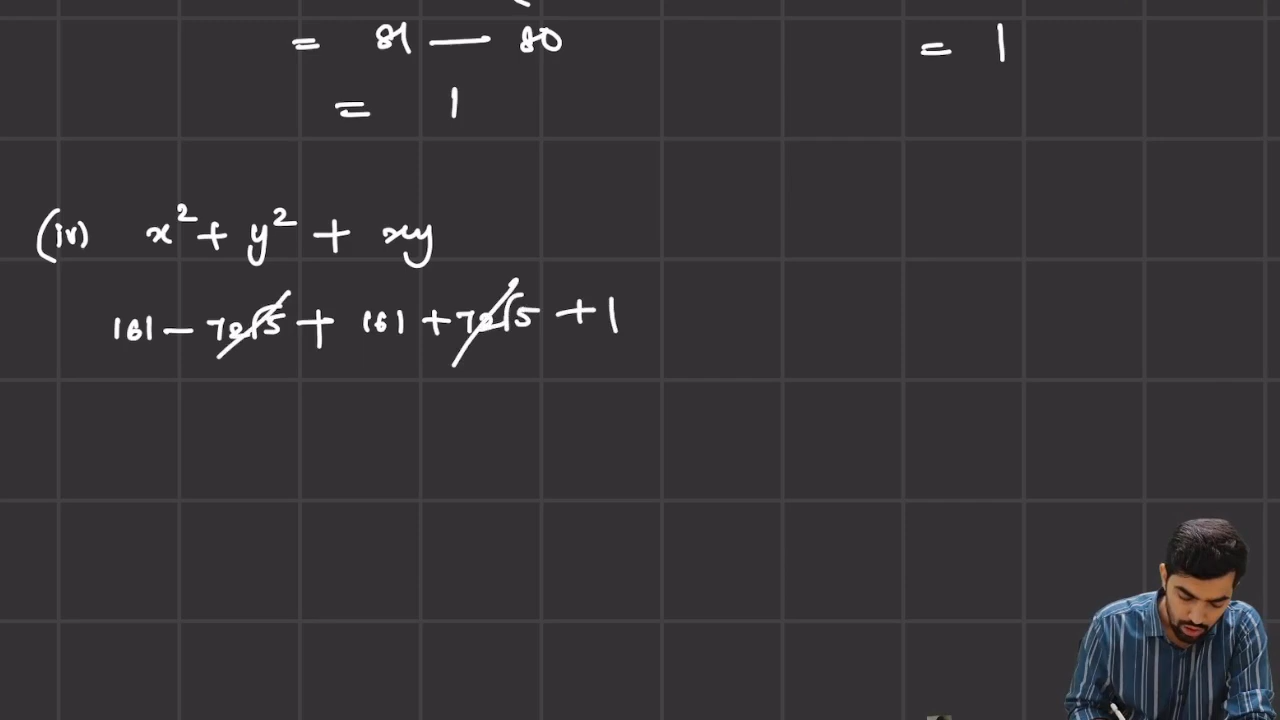 = 81 — 80
= 1
= 1
(iv) x² + y² + xy
161 – 72√5 + 161 + 72√5 + 1